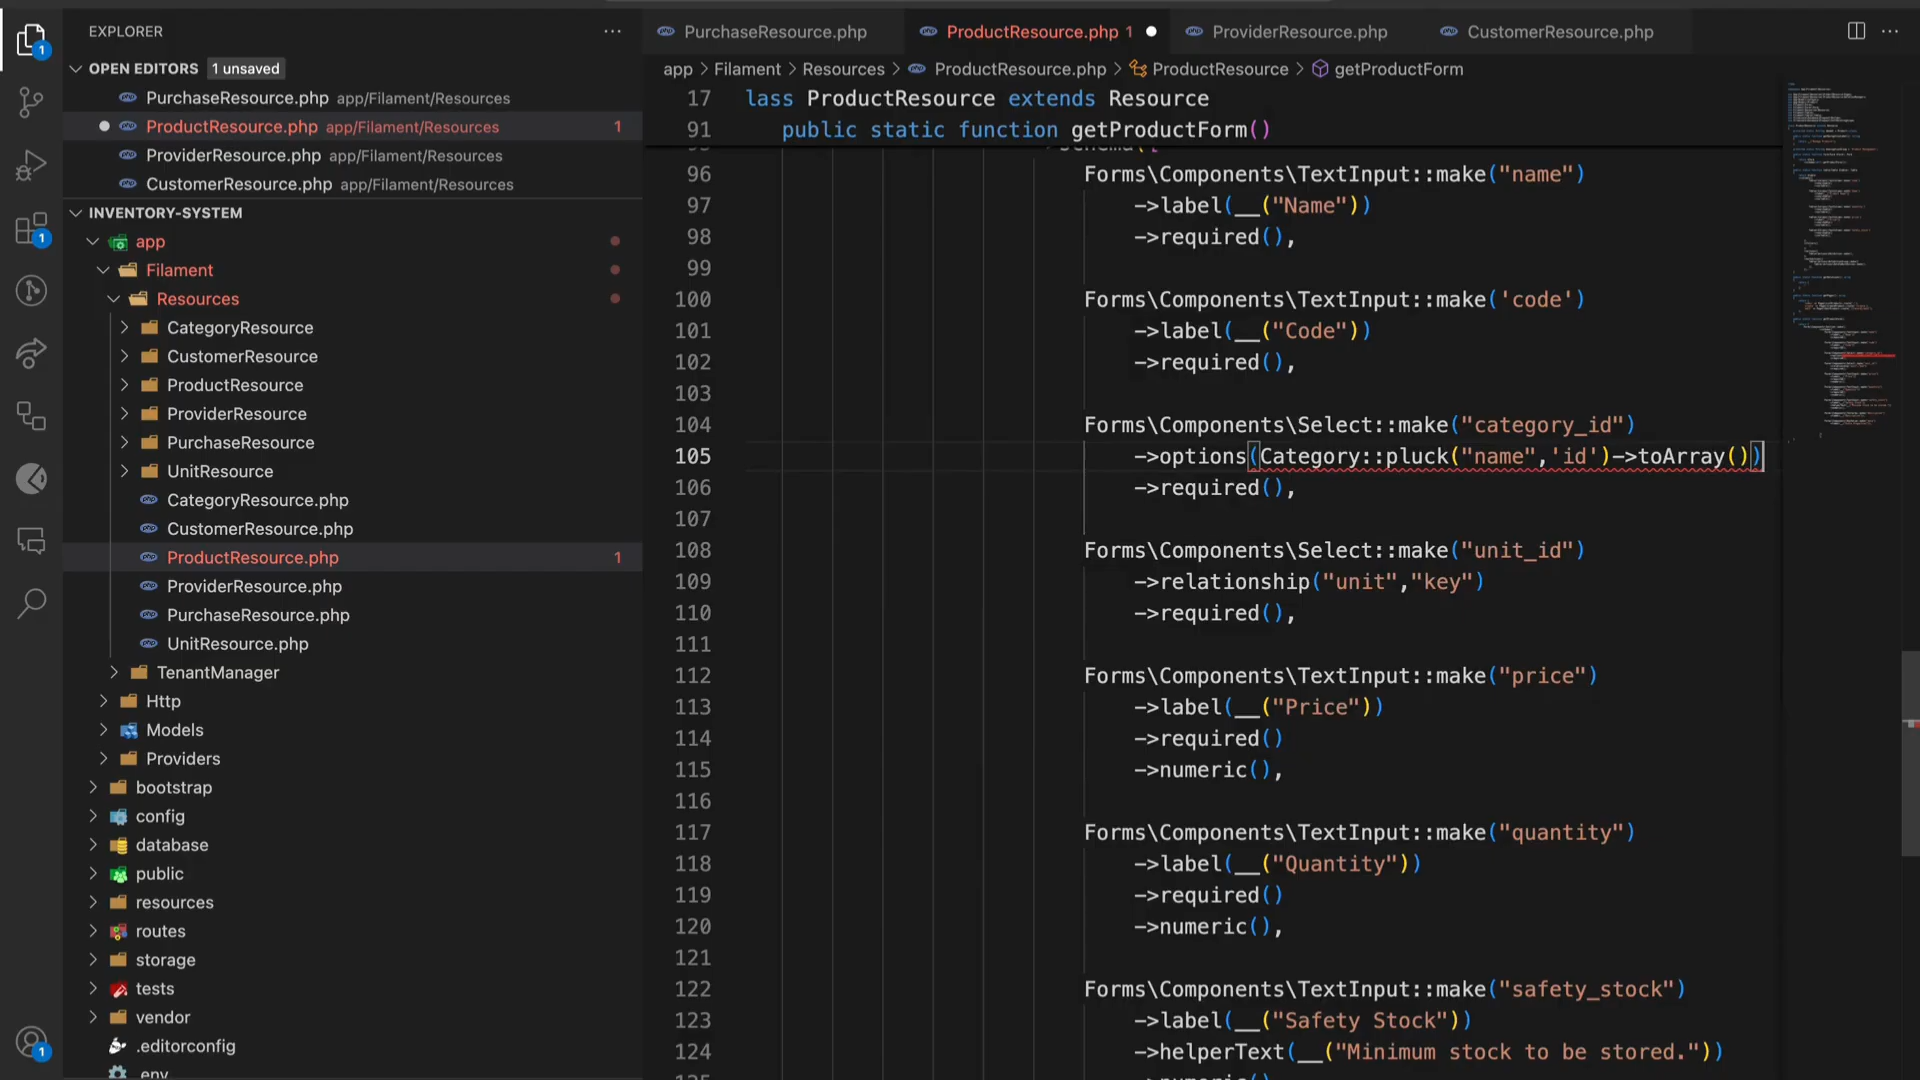 EXPLORER
OPEN EDITORS 1 unsaved
PurchaseResource.php app/Filament/Resources
ProductResource.php app/Filament/Resources 1
ProviderResource.php app/Filament/Resources
CustomerResource.php app/Filament/Resources
INVENTORY-SYSTEM
app
Filament
Resources
CategoryResource
CustomerResource
ProductResource
ProviderResource
PurchaseResource
UnitResource
CategoryResource.php
CustomerResource.php
ProductResource.php 1
ProviderResource.php
PurchaseResource.php
UnitResource.php
TenantManager
Http
Models
Providers
bootstrap
config
database
public
resources
routes
storage
tests
vendor
.editorconfig
.env
1
1
1
PurchaseResource.php ProductResource.php 1 ProviderResource.php CustomerResource.php
app > Filament > Resources > ProductResource.php > ProductResource > getProductForm
17 lass ProductResource extends Resource
91 public static function getProductForm()
96 Forms\Components\TextInput::make("name")
97 ->label(__("Name"))
98 ->required(),
99
100 Forms\Components\TextInput::make('code')
101 ->label(__("Code"))
102 ->required(),
103
104 Forms\Components\Select::make("category_id")
105 ->options(Category::pluck("name",'id')->toArray())
106 ->required(),
107
108 Forms\Components\Select::make("unit_id")
109 ->relationship("unit","key")
110 ->required(),
111
112 Forms\Components\TextInput::make("price")
113 ->label(__("Price"))
114 ->required()
115 ->numeric(),
116
117 Forms\Components\TextInput::make("quantity")
118 ->label(__("Quantity"))
119 ->required()
120 ->numeric(),
121
122 Forms\Components\TextInput::make("safety_stock")
123 ->label(__("Safety Stock"))
124 ->helperText(__("Minimum stock to be stored."))